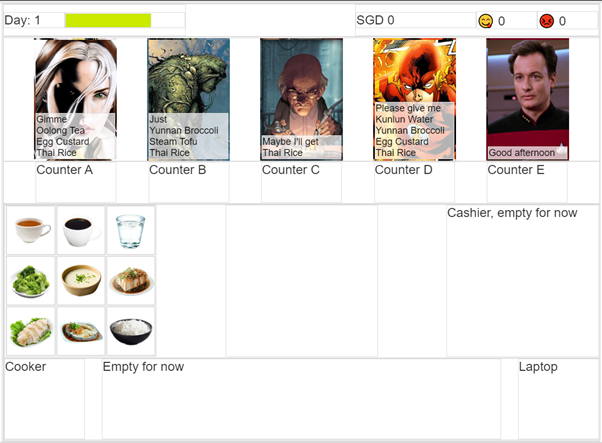 Day: 1
SGD 0
0
0
Gimme
Oolong Tea
Egg Custard
Thai Rice
Just
Yunnan Broccoli
Steam Tofu
Thai Rice
Maybe I'll get
Thai Rice
Please give me
Kunlun Water
Yunnan Broccoli
Egg Custard
Thai Rice
Good afternoon
Counter A
Counter B
Counter C
Counter D
Counter E
Cashier, empty for now
Cooker
Empty for now
Laptop